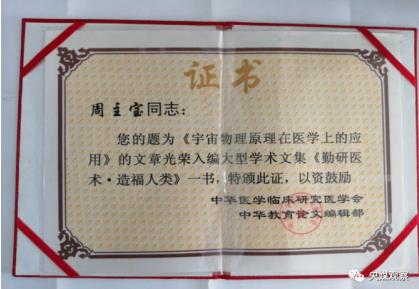 证书
周主宝同志：
您的题为《宇宙物理原理在医学上的应
用》的文章光荣入编大型学术文集《勤研医
术·造福人类》一书，特颁此证，以资鼓励
中华医学临床研究医学会
中华教育论文编辑部
央媒观察